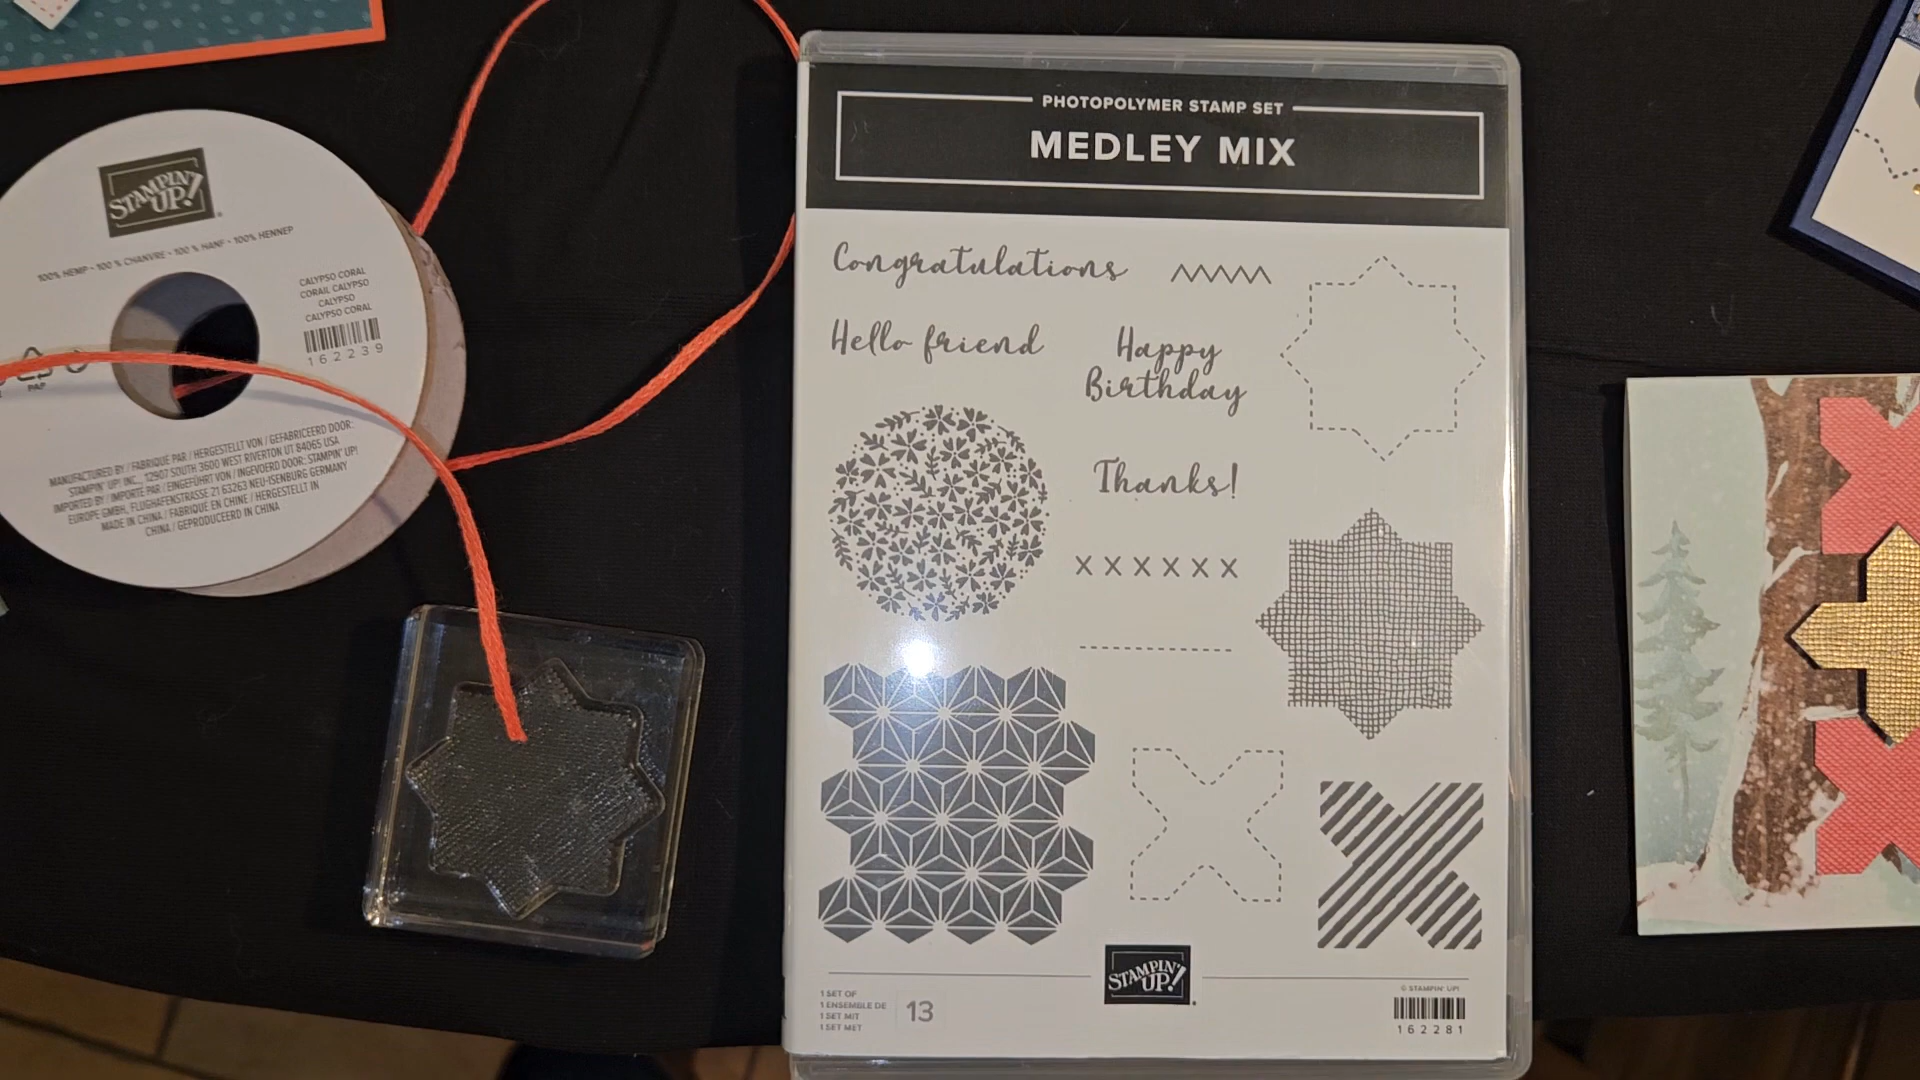 STAMPIN' UP!
100% HEMP • 100 % CHANVRE • 100 % HANF • 100% HENNEP
CALYPSO CORAL
CORAIL CALYPSO
CALYPSO
CALYPSO CORAL
162239
PAP
MANUFACTURED BY / FABRIQUÉ PAR / HERGESTELLT VON / GEFABRICEERD DOOR:
STAMPIN' UP! INC., 12907 SOUTH 3600 WEST RIVERTON UT 84065 USA
IMPORTED BY / IMPORTÉ PAR / EINGEFÜHRT VON / INGEVOERD DOOR: STAMPIN' UP!
EUROPE GMBH, FLUGHAFENSTRASSE 21 63263 NEU-ISENBURG GERMANY
MADE IN CHINA / FABRIQUÉ EN CHINE / HERGESTELLT IN
CHINA / GEPRODUCEERD IN CHINA
PHOTOPOLYMER STAMP SET
MEDLEY MIX
Congratulations
Hello friend
Happy
Birthday
Thanks!
XXXXXX
STAMPIN' UP!
1 SET OF
1 ENSEMBLE DE
1 SET MIT
1 SET MET
13
© STAMPIN' UP!
162281